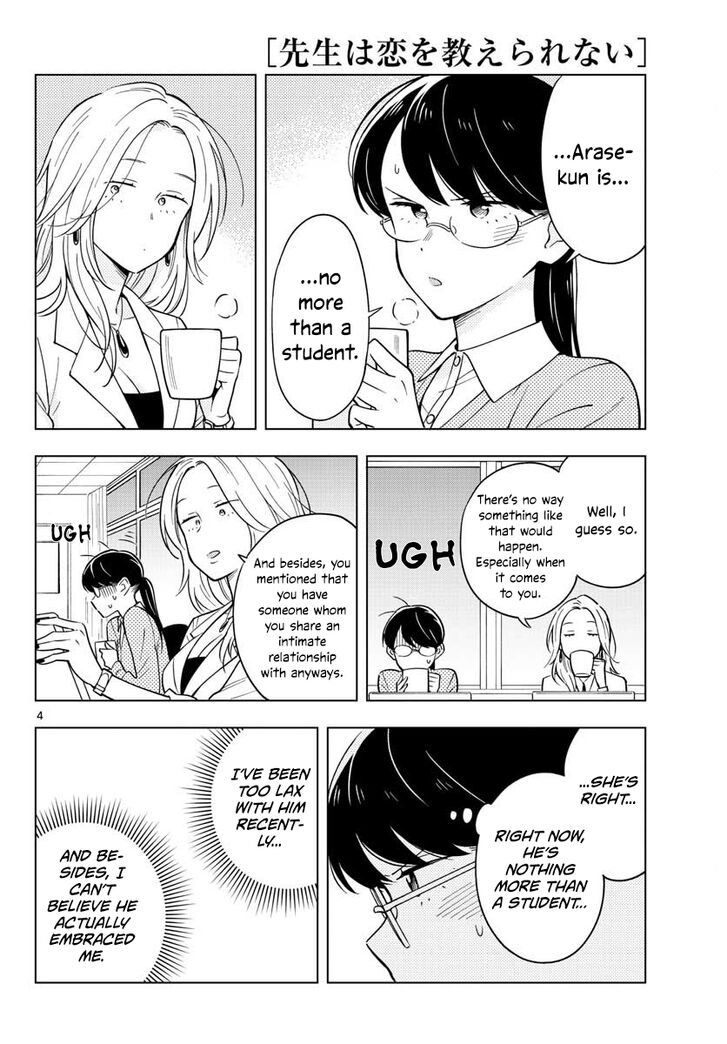 [先生は恋を教えられない]
...Arase-
kun is...
...no
more
than a
student.
Well, I
guess so.
There's no way
something like
that would
happen.
Especially when
it comes
to you.
UGH
And besides, you
mentioned that
you have
someone whom
you share an
intimate
relationship
with anyways.
UGH
4
...SHE'S
RIGHT...
RIGHT NOW,
HE'S
NOTHING
MORE THAN
A STUDENT...
I'VE BEEN
TOO LAX
WITH HIM
RECENT-
LY...
AND BE-
SIDES, I
CAN'T
BELIEVE HE
ACTUALLY
EMBRACED
ME.